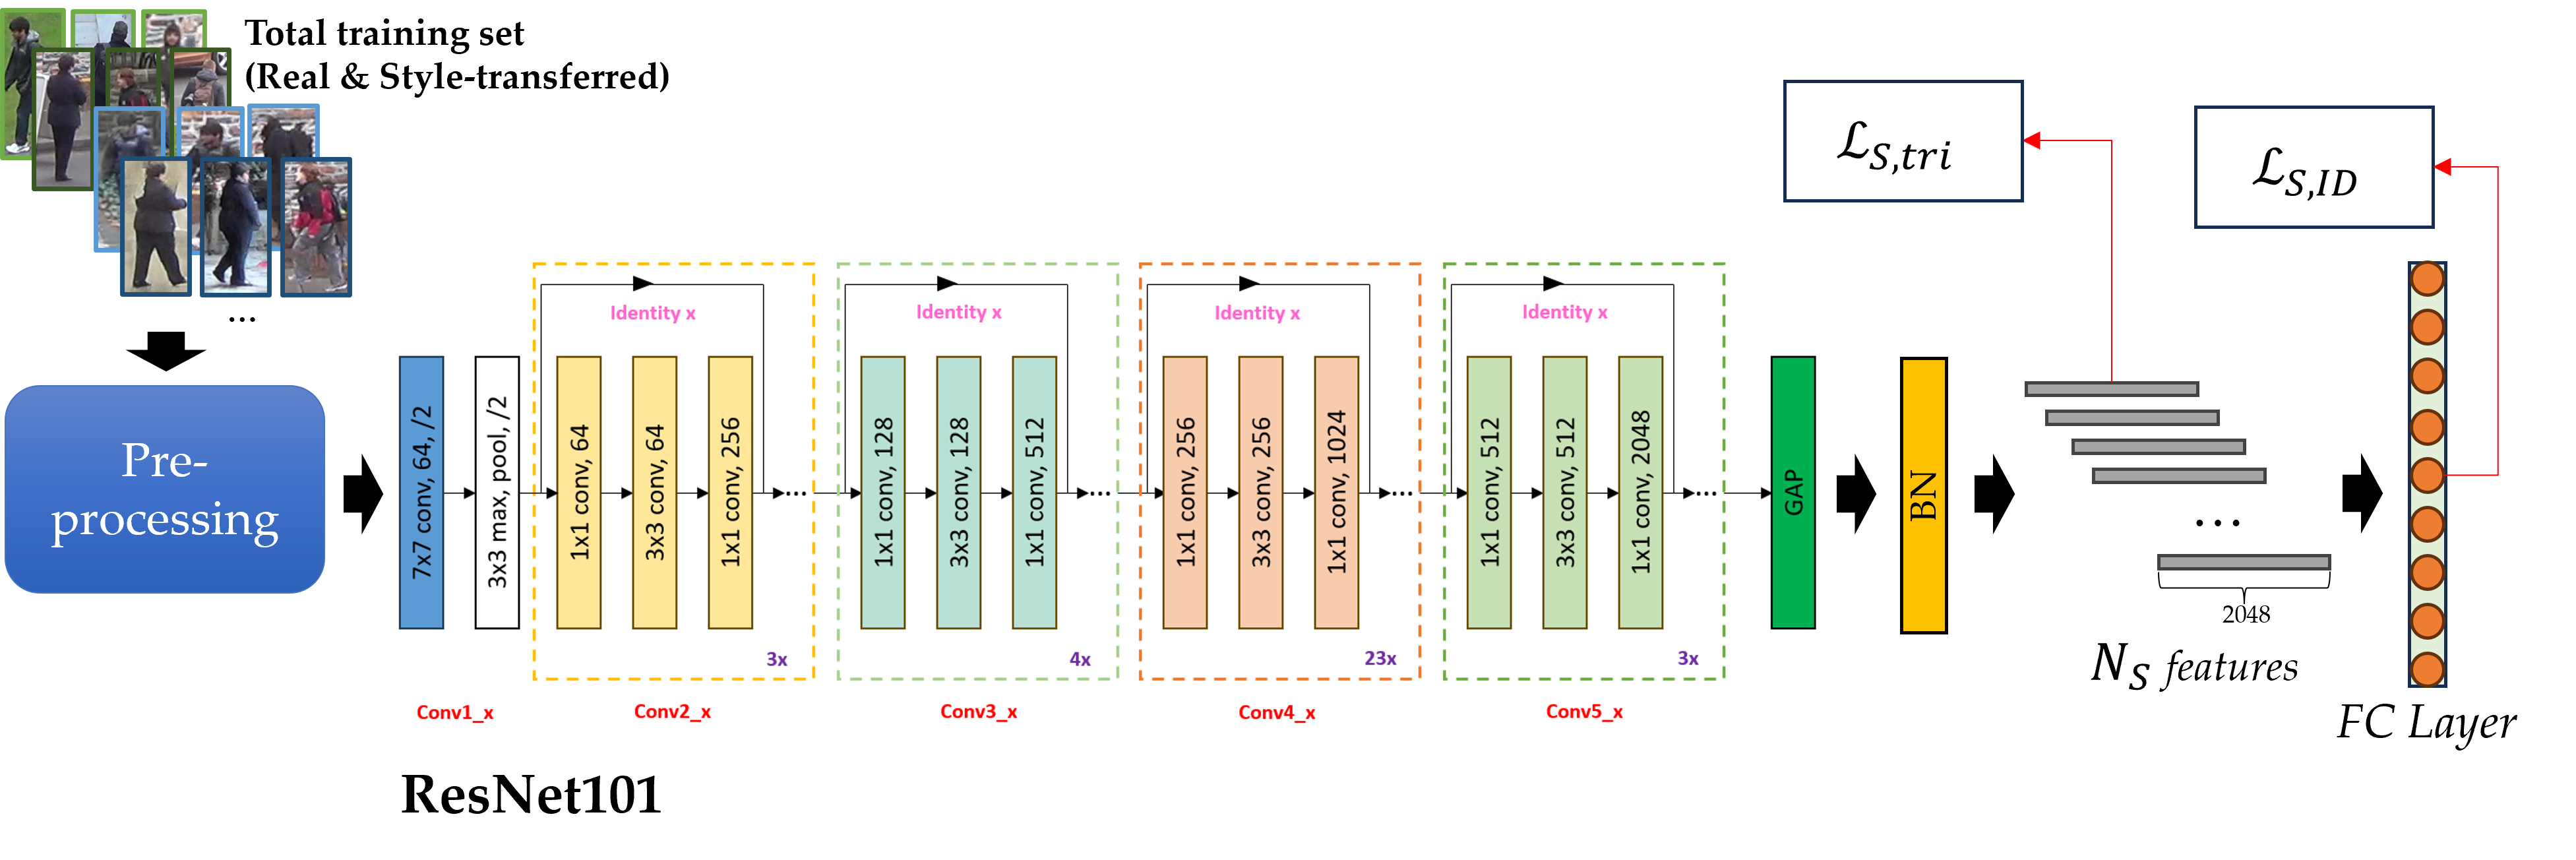 Total training set
(Real & Style-transferred)
...
Pre-
processing
7x7 conv, 64, /2
3x3 max, pool, /2
Identity x
1x1 conv, 64
3x3 conv, 64
1x1 conv, 256
...
3x
Identity x
1x1 conv, 128
3x3 conv, 128
1x1 conv, 512
...
4x
Identity x
1x1 conv, 256
3x3 conv, 256
1x1 conv, 1024
...
23x
Identity x
1x1 conv, 512
3x3 conv, 512
1x1 conv, 2048
...
3x
GAP
BN
ℒ_{S,tri}
ℒ_{S,ID}
...
2048
N_S features
FC Layer
Conv1_x
Conv2_x
Conv3_x
Conv4_x
Conv5_x
ResNet101